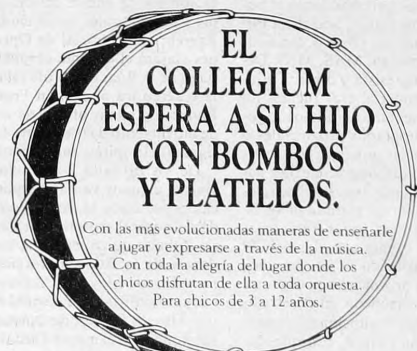 EL
COLLEGIUM
ESPERA A SU HIJO
CON BOMBOS
Y PLATILLOS.
Con las más evolucionadas maneras de enseñarle
a jugar y expresarse a través de la música.
Con toda la alegría del lugar donde los
chicos disfrutan de ella a toda orquesta.
Para chicos de 3 a 12 años.